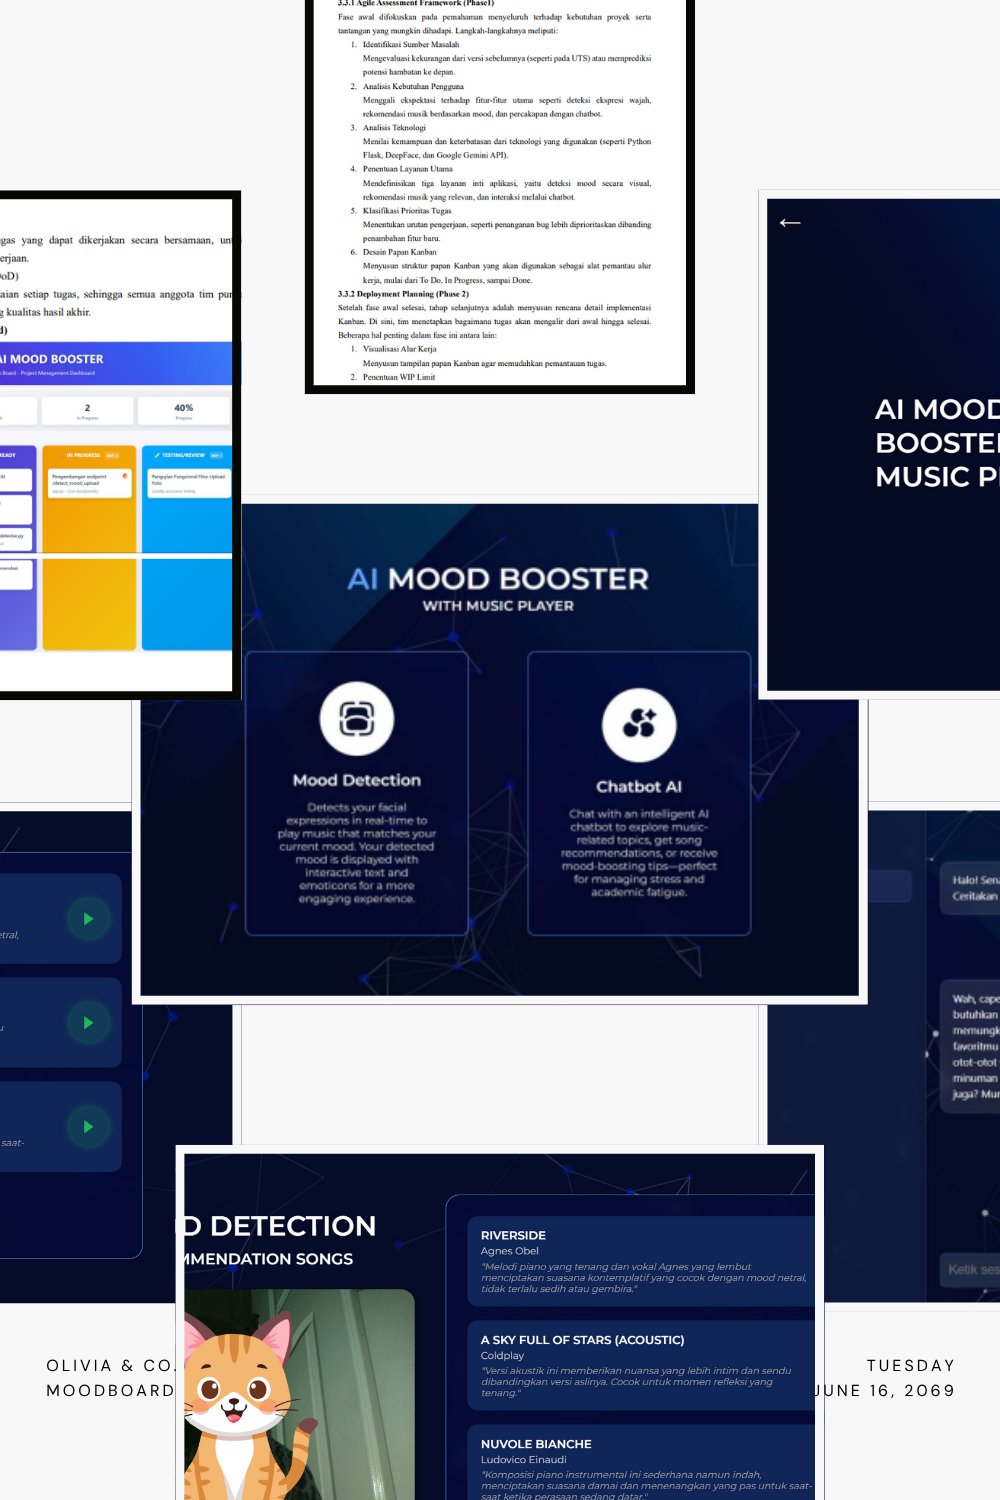 3.3.1 Agile Assessment Framework (Phase1)
Fase awal difokuskan pada pemahaman menyeluruh terhadap kebutuhan proyek serta
tantangan yang mungkin dihadapi. Langkah-langkahnya meliputi:
1. Identifikasi Sumber Masalah
Mengevaluasi kekurangan dari versi sebelumnya (seperti pada UTS) atau memprediksi
potensi hambatan ke depan.
2. Analisis Kebutuhan Pengguna
Menggali ekspektasi terhadap fitur-fitur utama seperti deteksi ekspresi wajah,
rekomendasi musik berdasarkan mood, dan percakapan dengan chatbot.
3. Analisis Teknologi
Menilai kemampuan dan keterbatasan dari teknologi yang digunakan (seperti Python
Flask, DeepFace, dan Google Gemini API).
4. Penentuan Layanan Utama
Mendefinisikan tiga layanan inti aplikasi, yaitu deteksi mood secara visual,
rekomendasi musik yang relevan, dan interaksi melalui chatbot.
5. Klasifikasi Prioritas Tugas
Menentukan urutan pengerjaan, seperti penanganan bug lebih diprioritaskan dibanding
penambahan fitur baru.
6. Desain Papan Kanban
Menyusun struktur papan Kanban yang akan digunakan sebagai alat pemantau alur
kerja, mulai dari To Do, In Progress, sampai Done.
3.3.2 Deployment Planning (Phase 2)
Setelah fase awal selesai, tahap selanjutnya adalah menyusun rencana detail implementasi
Kanban. Di sini, tim menetapkan bagaimana tugas akan mengalir dari awal hingga selesai.
Beberapa hal penting dalam fase ini antara lain:
1. Visualisasi Alur Kerja
Menyusun tampilan papan Kanban agar memudahkan pemantauan tugas.
2. Penentuan WIP Limit
gas yang dapat dikerjakan secara bersamaan, unt
erjaan.
oD)
aian setiap tugas, sehingga semua anggota tim pun
g kualitas hasil akhir.
d)
AI MOOD BOOSTER
Board - Project Management Dashboard
2
In Progress
40%
Progress
READY
IN PROGRESS
TESTING/REVIEW
Pengembangan endpoint
/detect_mood_upload
Pengujian Fungsional Fitur Upload
Foto
←
AI MOOD
BOOSTE
MUSIC P
AI MOOD BOOSTER
WITH MUSIC PLAYER
Mood Detection
Detects your facial
expressions in real-time to
play music that matches your
current mood. Your detected
mood is displayed with
interactive text and
emoticons for a more
engaging experience.
Chatbot AI
Chat with an intelligent AI
chatbot to explore music-
related topics, get song
recommendations, or receive
mood-boosting tips—perfect
for managing stress and
academic fatigue.
etral,
u
saat-
Halo! Sena
Ceritakan
Wah, cape
butuhkan
memungk
favoritmu
otot-otot
minuman
juga? Mur
Ketik ses
D DETECTION
MMENDATION SONGS
RIVERSIDE
Agnes Obel
"Melodi piano yang tenang dan vokal Agnes yang lembut
menciptakan suasana kontemplatif yang cocok dengan mood netral,
tidak terlalu sedih atau gembira."
A SKY FULL OF STARS (ACOUSTIC)
Coldplay
"Versi akustik ini memberikan nuansa yang lebih intim dan sendu
dibandingkan versi aslinya. Cocok untuk momen refleksi yang
tenang."
NUVOLE BIANCHE
Ludovico Einaudi
"Komposisi piano instrumental ini sederhana namun indah,
menciptakan suasana damai dan menenangkan yang pas untuk saat-
saat ketika perasaan sedang datar."
OLIVIA & CO.
MOODBOARD
TUESDAY
JUNE 16, 2069